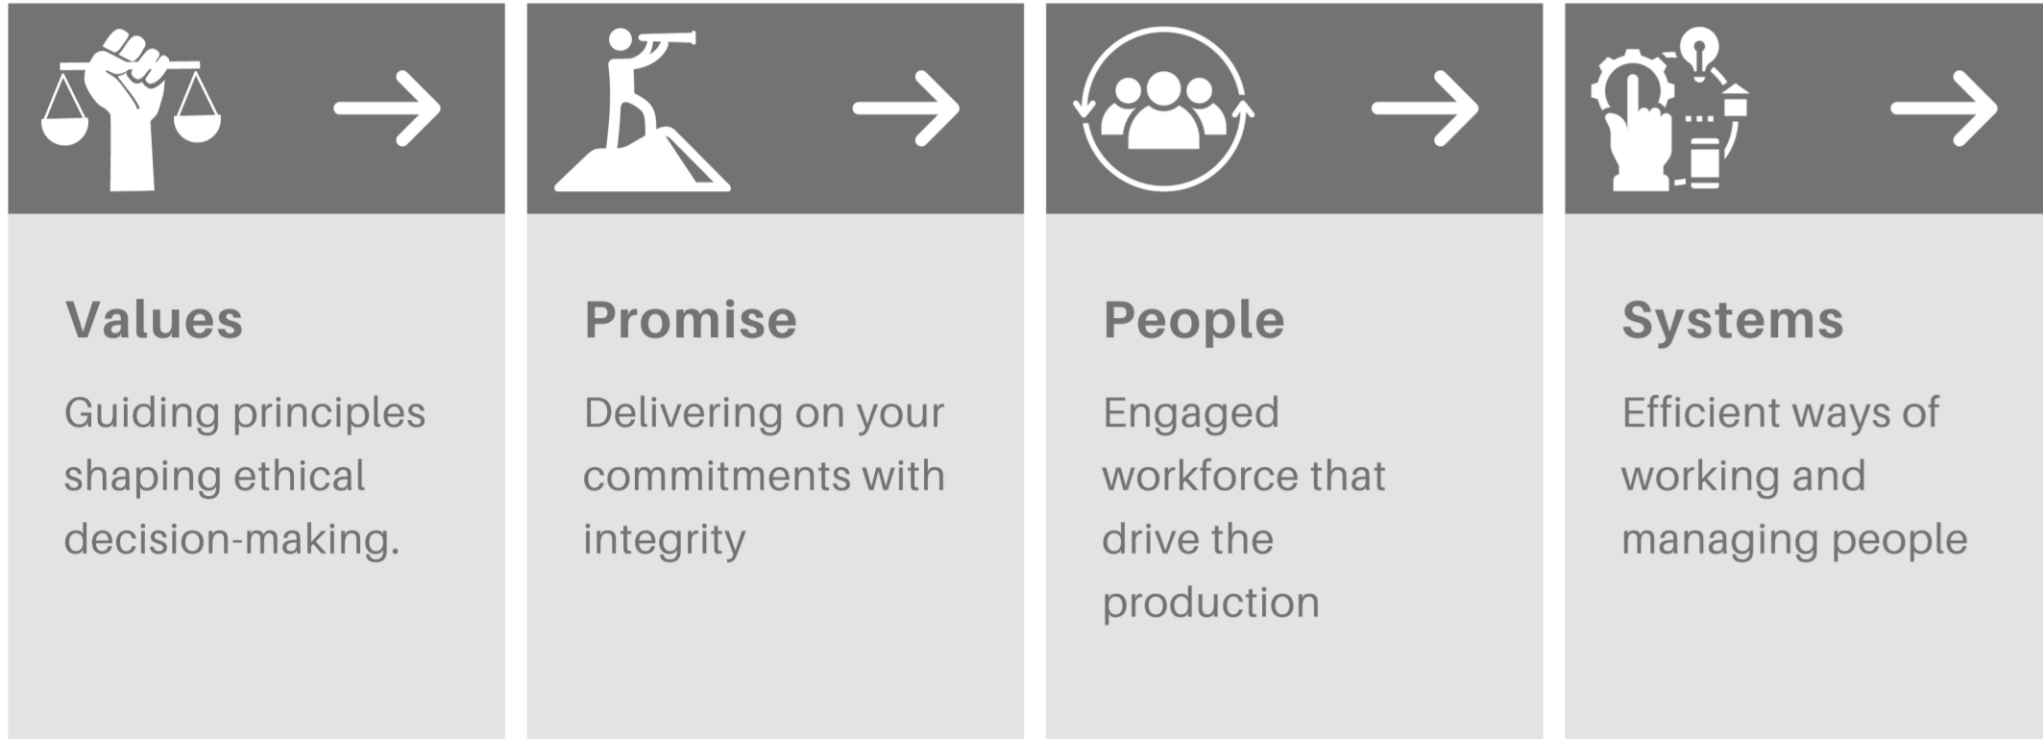 Values
Guiding principles
shaping ethical
decision-making.
Promise
Delivering on your
commitments with
integrity
People
Engaged
workforce that
drive the
production
Systems
Efficient ways of
working and
managing people